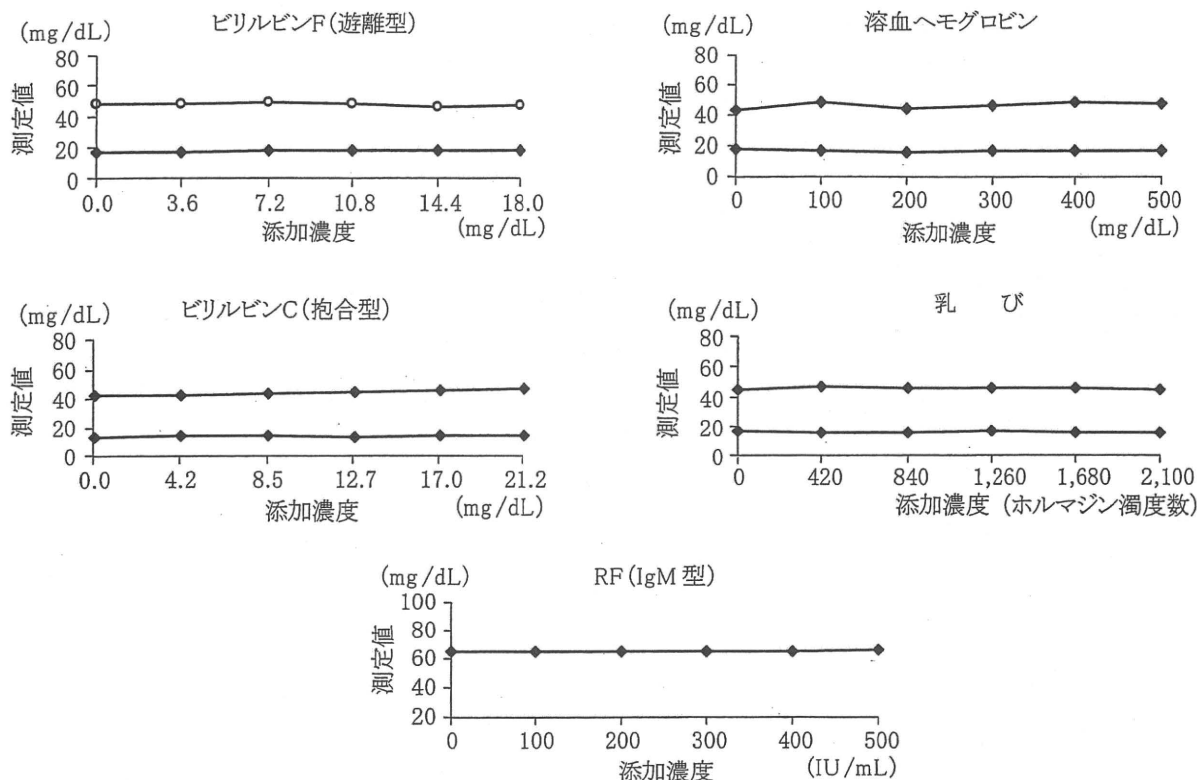 ビリルビンF(遊離型)
(mg/dL)
80
60
40
20
0
測定値
0.0 3.6 7.2 10.8 14.4 18.0
添加濃度 (mg/dL)
溶血ヘモグロビン
(mg/dL)
80
60
40
20
0
測定値
0 100 200 300 400 500
添加濃度 (mg/dL)
ビリルビンC(抱合型)
(mg/dL)
80
60
40
20
0
測定値
0.0 4.2 8.5 12.7 17.0 21.2
添加濃度 (mg/dL)
乳 び
(mg/dL)
80
60
40
20
0
測定値
0 420 840 1,260 1,680 2,100
添加濃度 (ホルマジン濁度数)
RF(IgM型)
(mg/dL)
100
80
60
40
20
測定値
0 100 200 300 400 500
添加濃度 (IU/mL)